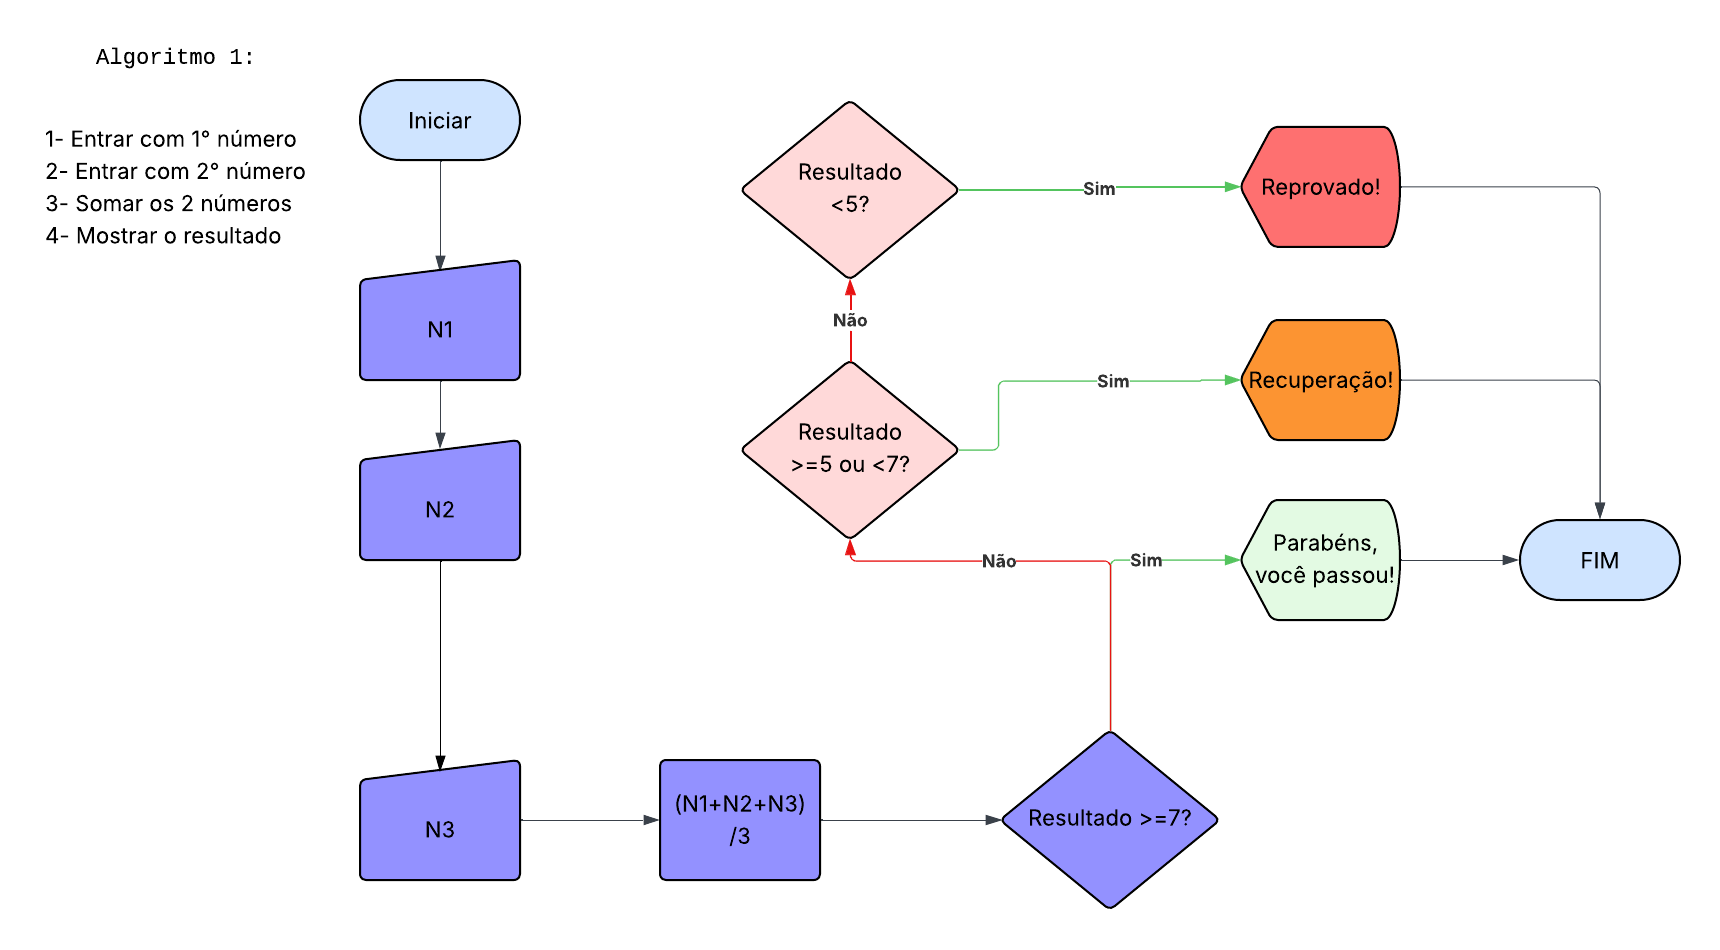 Algoritmo 1:
1- Entrar com 1° número
2- Entrar com 2° número
3- Somar os 2 números
4- Mostrar o resultado
Iniciar
N1
N2
N3
(N1+N2+N3)
/3
Resultado >=7?
Não
Sim
Parabéns,
você passou!
Resultado
>=5 ou <7?
Sim
Recuperação!
Não
Resultado
<5?
Sim
Reprovado!
FIM